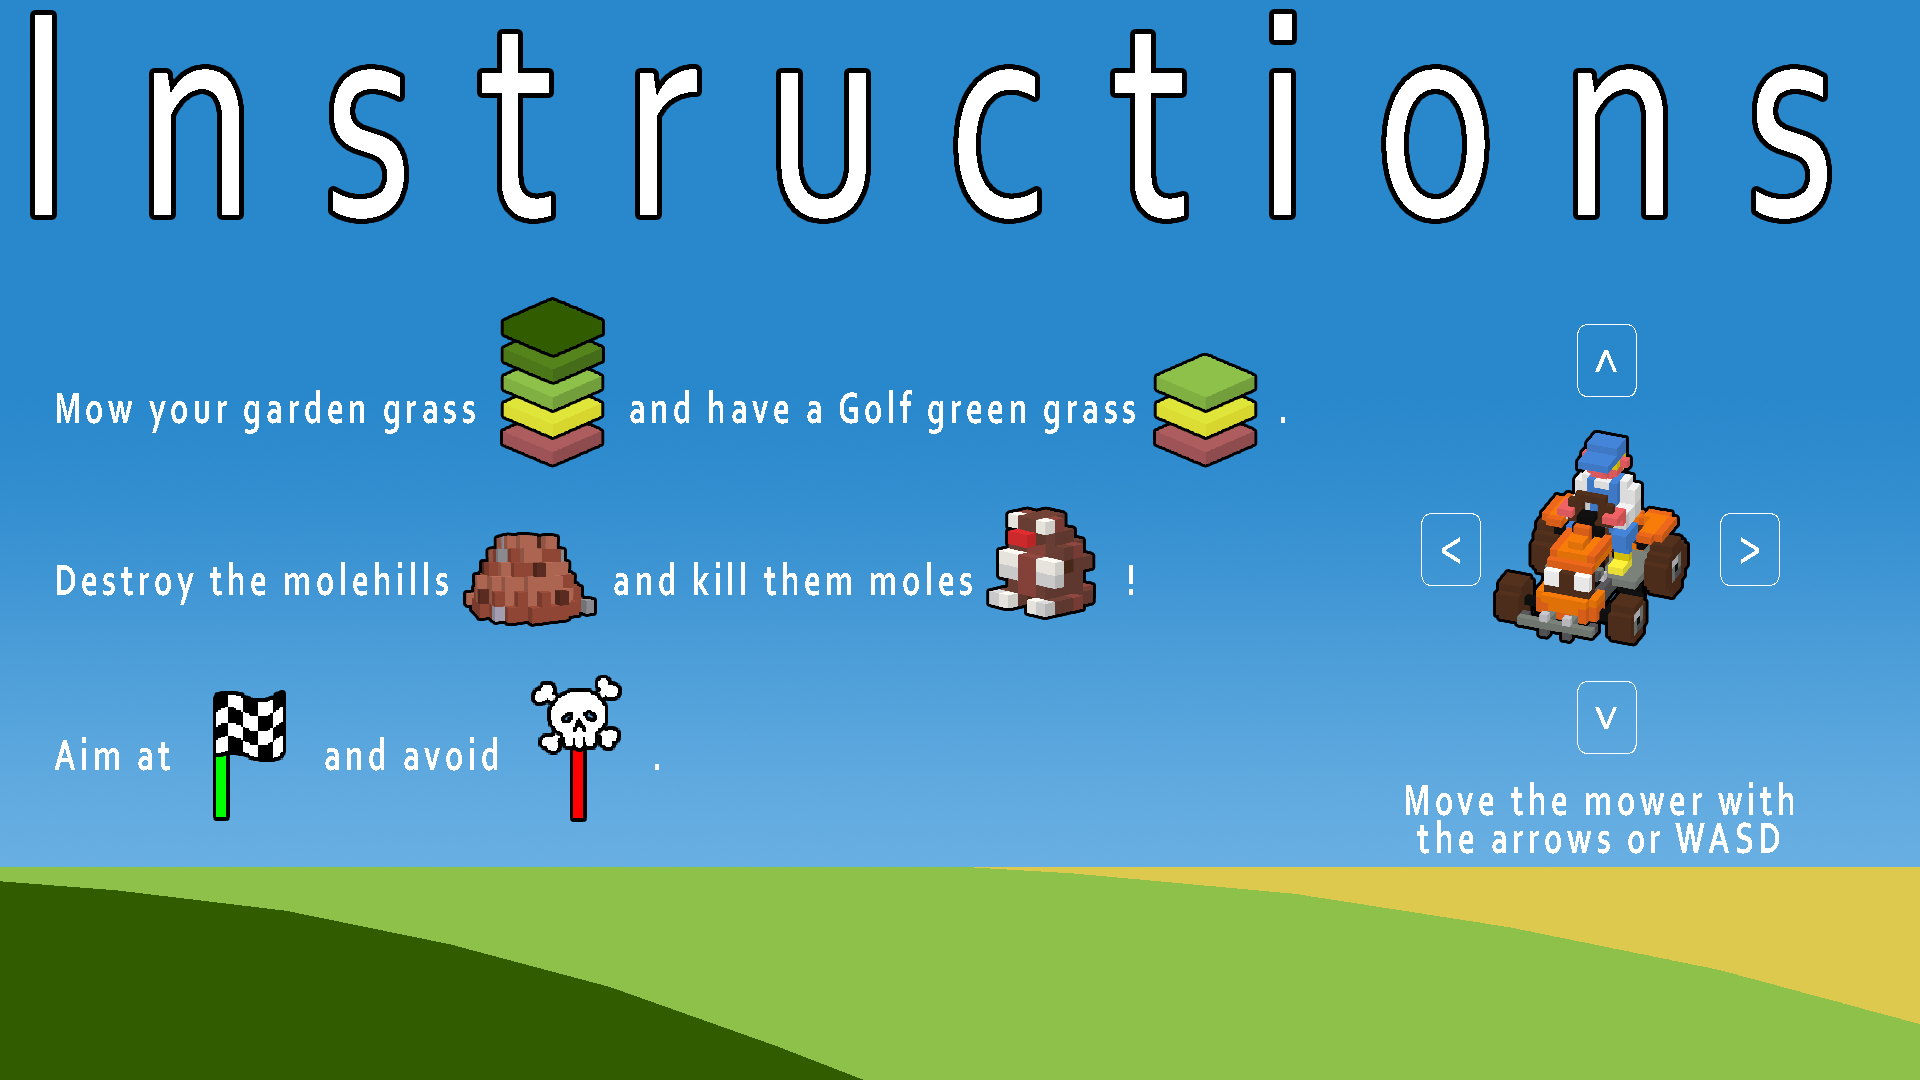 Instructions
Mow your garden grass and have a Golf green grass .
Destroy the molehills and kill them moles !
Aim at and avoid .
^
< >
v
Move the mower with
the arrows or WASD